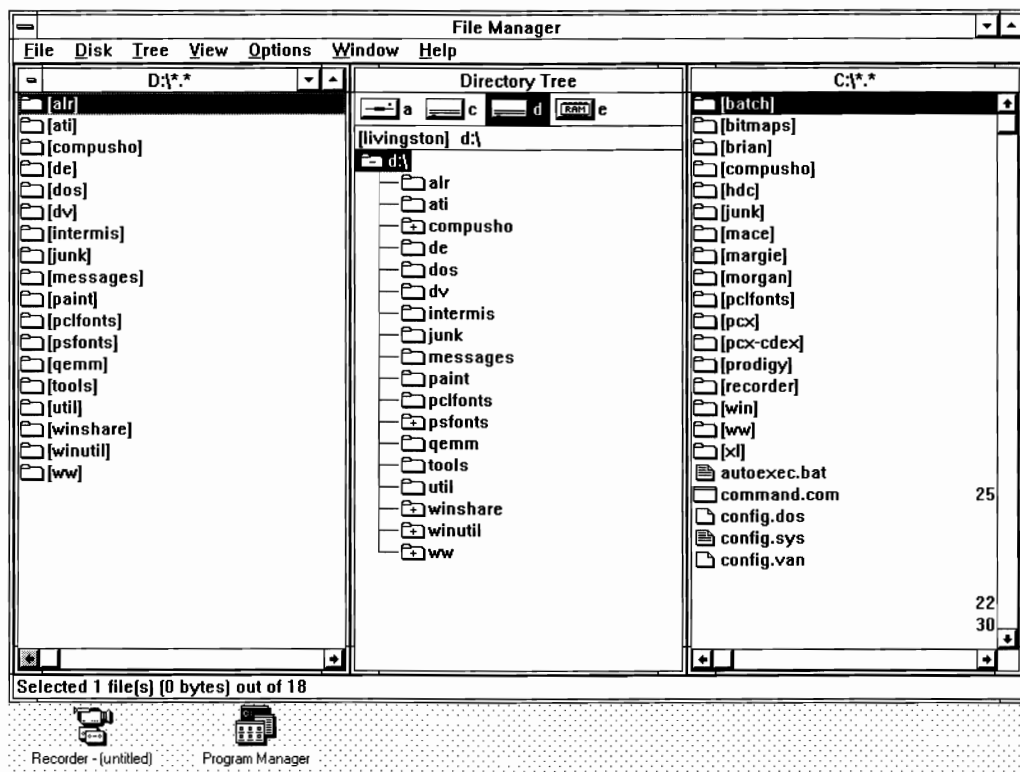 File Manager
File Disk Tree View Options Window Help
D:\*.*
[alr]
[ati]
[compusho]
[de]
[dos]
[dv]
[intermis]
[junk]
[messages]
[paint]
[pclfonts]
[psfonts]
[qemm]
[tools]
[util]
[winshare]
[winutil]
[ww]
Directory Tree
a c d RAM e
[livingston] d:\
d:\
alr
ati
compusho
de
dos
dv
intermis
junk
messages
paint
pclfonts
psfonts
qemm
tools
util
winshare
winutil
ww
C:\*.*
[batch]
[bitmaps]
[brian]
[compusho]
[hdc]
[junk]
[mace]
[margie]
[morgan]
[pclfonts]
[pcx]
[pcx-cdex]
[prodigy]
[recorder]
[win]
[ww]
[xl]
autoexec.bat
command.com 25
config.dos
config.sys
config.van
22
30
Selected 1 file(s) (0 bytes) out of 18
Recorder - (untitled)
Program Manager